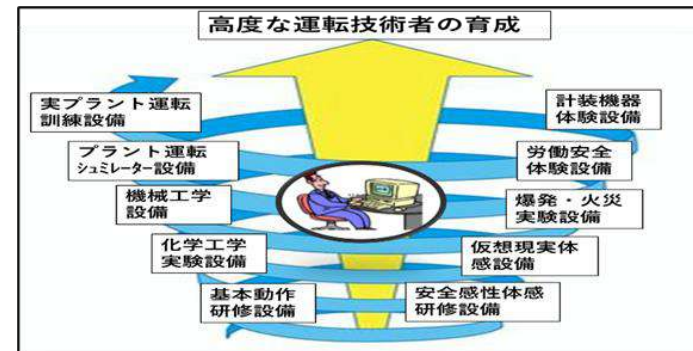 高度な運転技術者の育成
実プラント運転
訓練設備
計装機器
体験設備
プラント運転
シュミレーター設備
労働安全
体験設備
機械工学
設備
爆発・火災
実験設備
化学工学
実験設備
仮想現実体
感設備
基本動作
研修設備
安全感性体感
研修設備